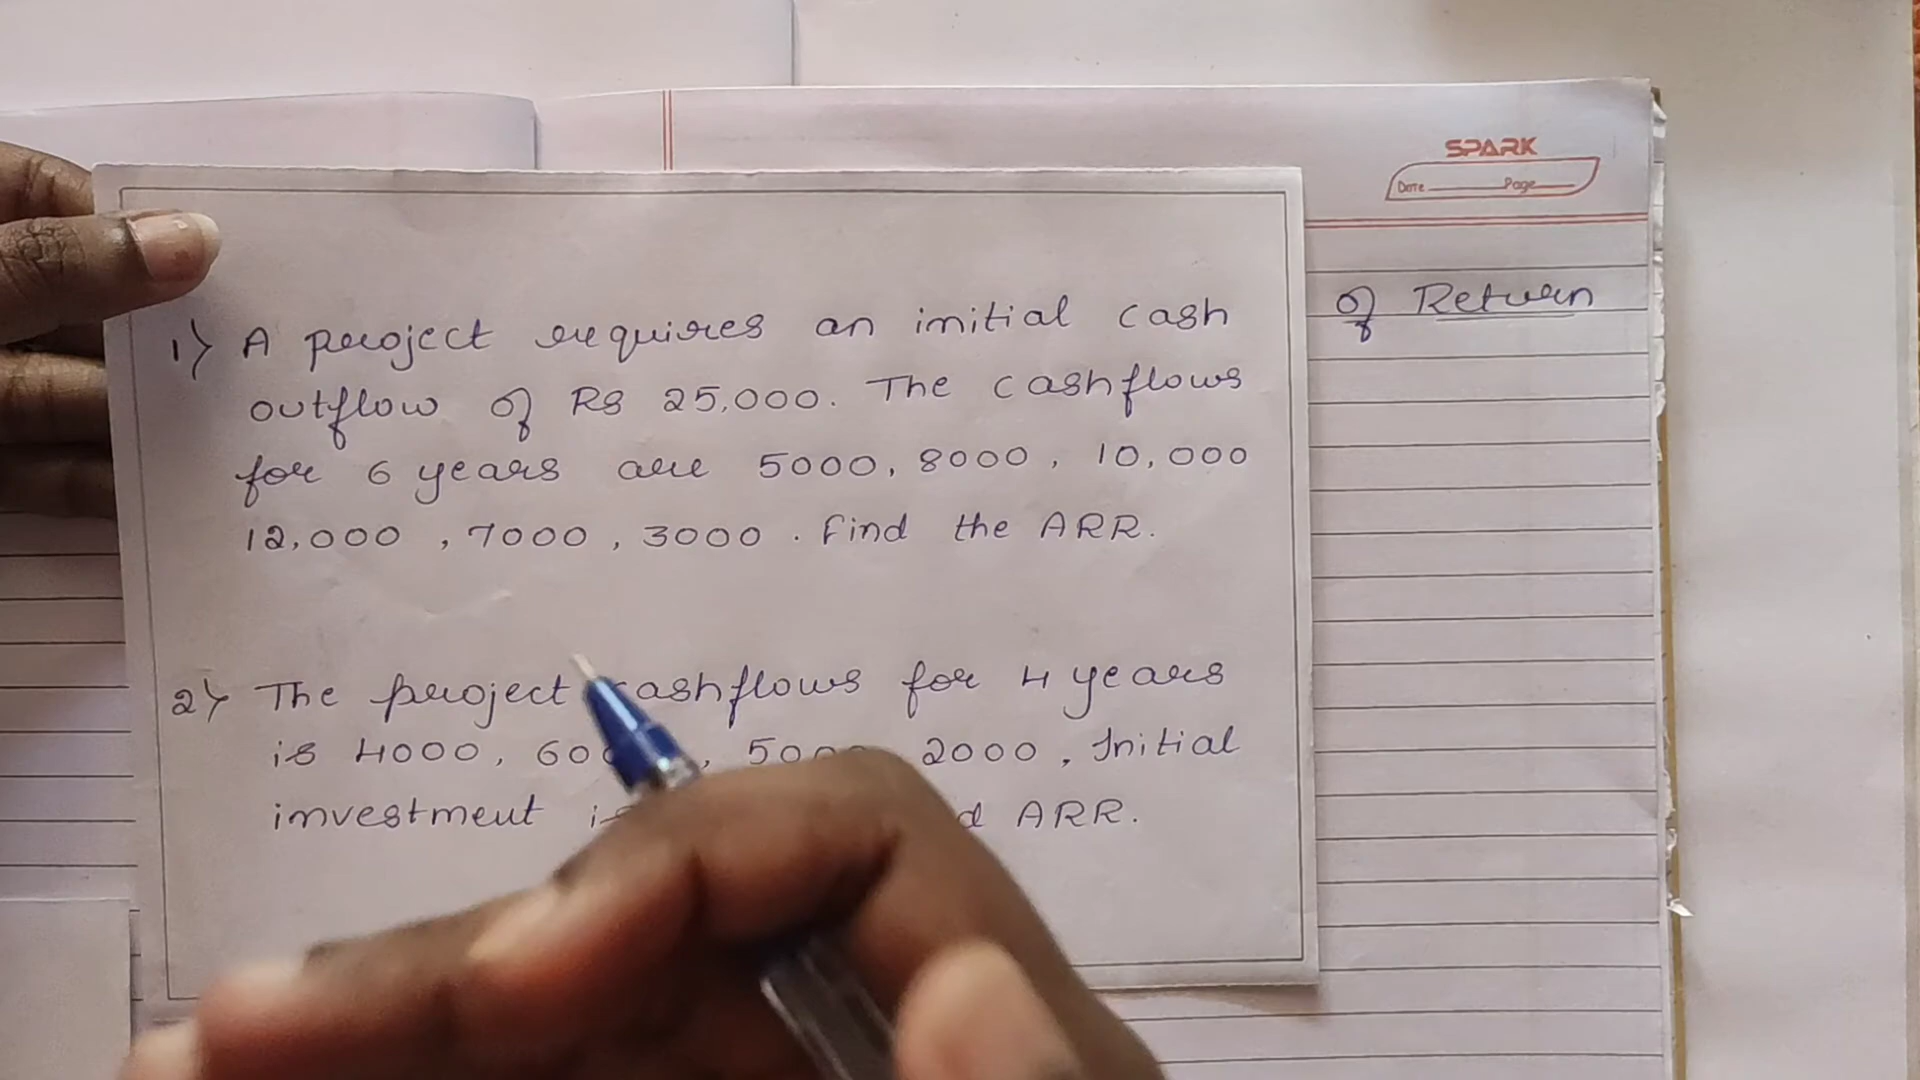 SPARK
Date Page
of Return
1) A project requires an initial cash
outflow of RS 25,000. The cashflows
for 6 years are 5000, 8000, 10,000
12,000, 7000, 3000. Find the ARR.
2) The project cashflows for 4 years
is 4000, 2000, Initial
investment ARR.